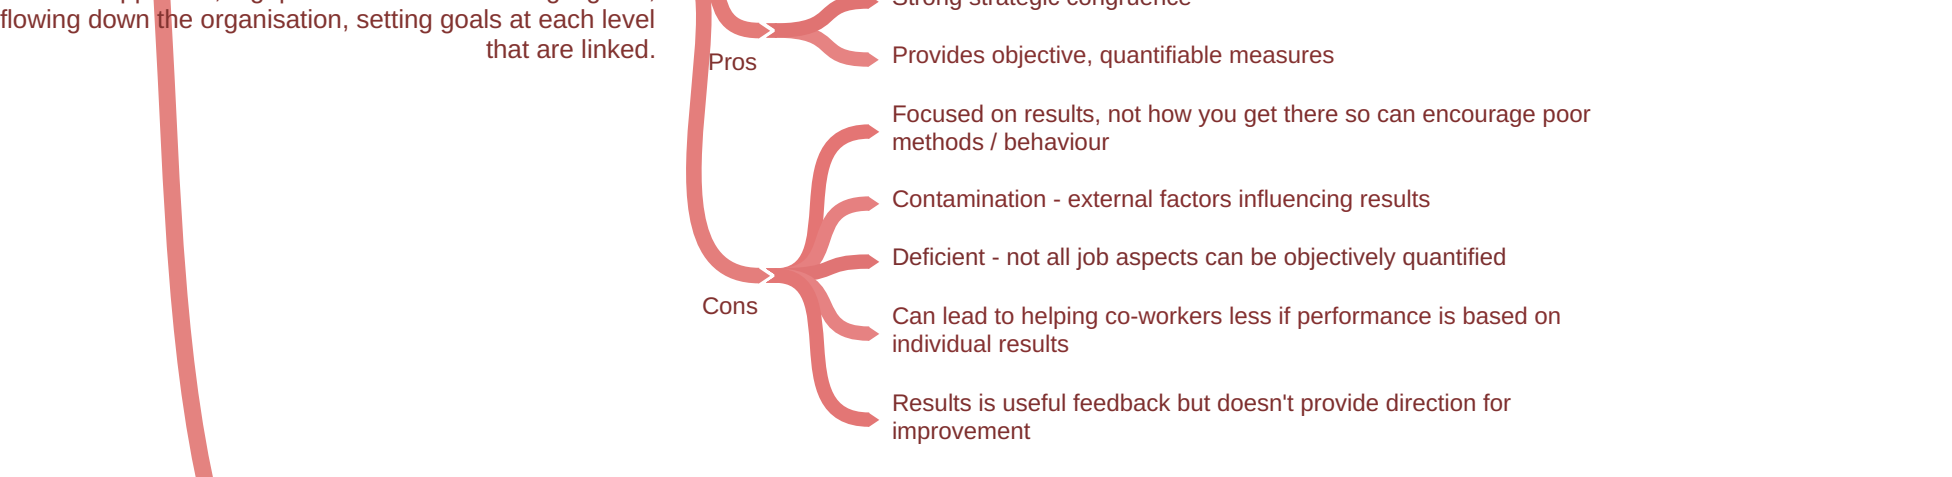 flowing down the organisation, setting goals at each level
that are linked.
Strong strategic congruence
Pros
Provides objective, quantifiable measures
Focused on results, not how you get there so can encourage poor
methods / behaviour
Contamination - external factors influencing results
Deficient - not all job aspects can be objectively quantified
Cons
Can lead to helping co-workers less if performance is based on
individual results
Results is useful feedback but doesn't provide direction for
improvement